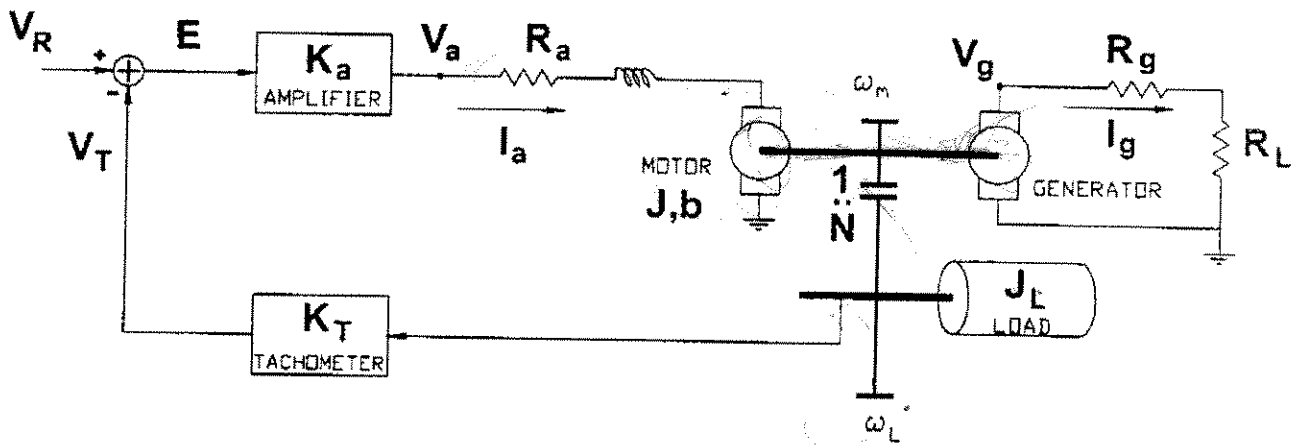 V_R
+
-
E
K_a
AMPLIFIER
V_a
R_a
I_a
V_T
MOTOR
J,b
ω_m
1
..
N
V_g
R_g
I_g
R_L
GENERATOR
K_T
TACHOMETER
J_L
LOAD
ω_L